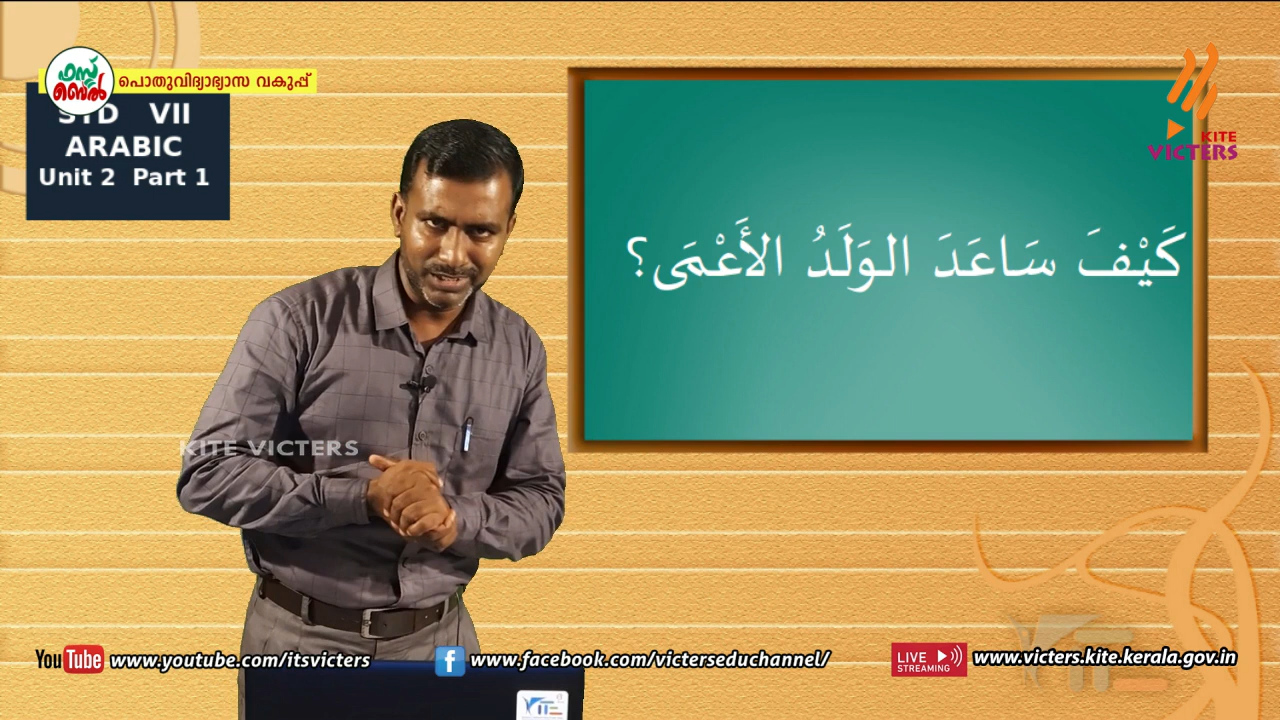 ഫസ്റ്റ്
ബെൽ
പൊതുവിദ്യാഭ്യാസ വകുപ്പ്
STD VII
ARABIC
Unit 2 Part 1
KITE
VICTERS
كَيْفَ سَاعَدَ الوَلَدُ الأَعْمَى؟
KITE VICTERS
YouTube www.youtube.com/itsvicters
f www.facebook.com/victerseduchannel/
LIVE STREAMING www.victers.kite.kerala.gov.in
KITE